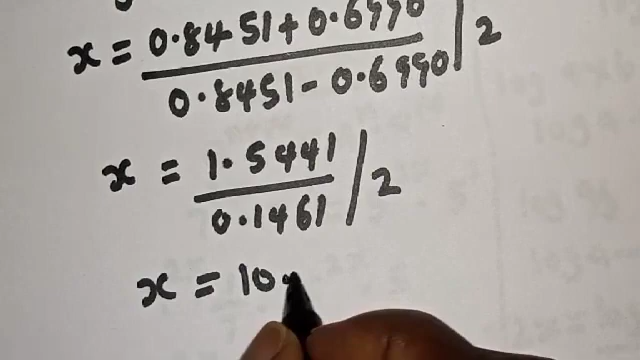 x = 0.8451 + 0.6990 / 0.8451 - 0.6990 / 2
x = 1.5441 / 0.1461 / 2
x = 10.